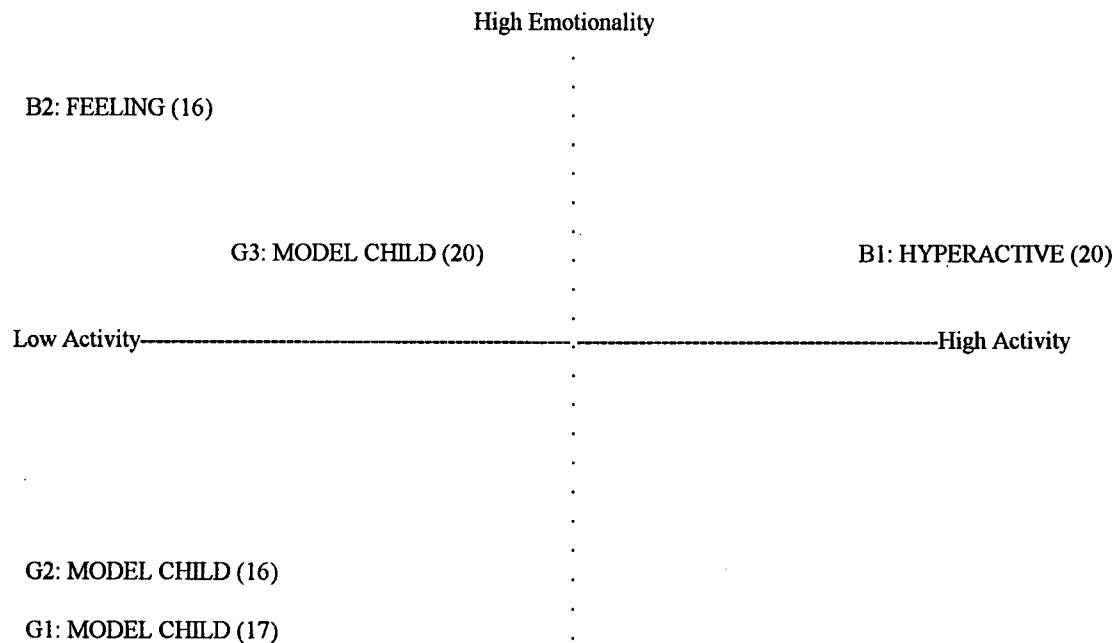 High Emotionality
B2: FEELING (16)
G3: MODEL CHILD (20) B1: HYPERACTIVE (20)
Low Activity High Activity
G2: MODEL CHILD (16)
G1: MODEL CHILD (17)